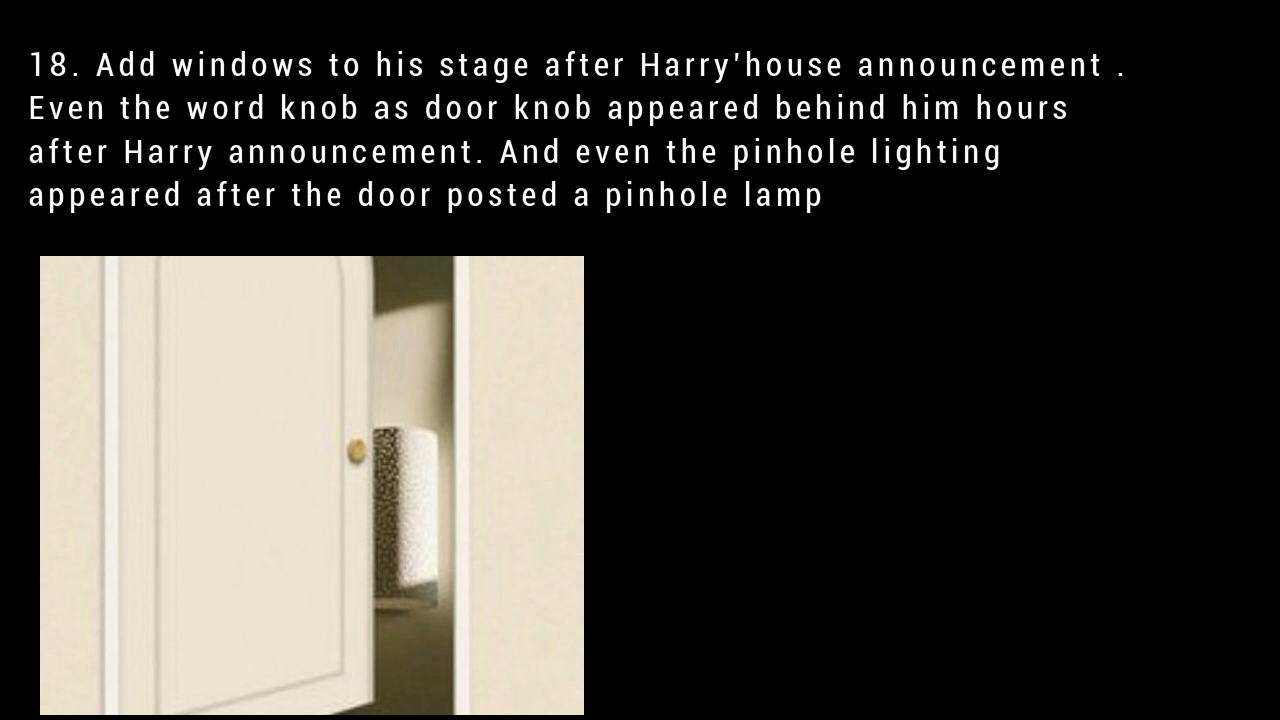 18. Add windows to his stage after Harry'house announcement .
Even the word knob as door knob appeared behind him hours
after Harry announcement. And even the pinhole lighting
appeared after the door posted a pinhole lamp